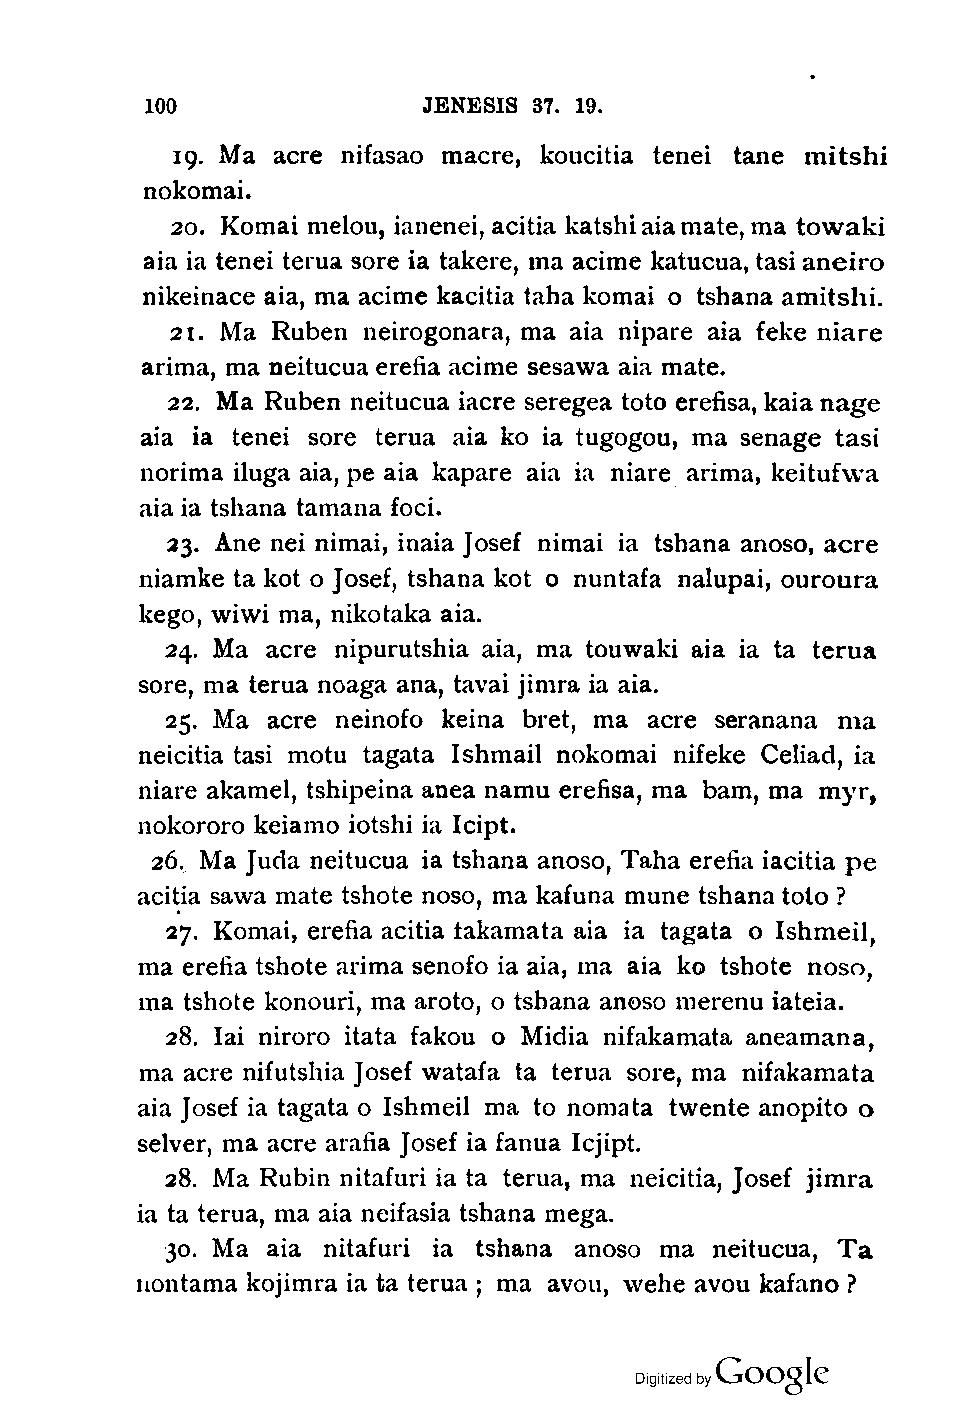 100 JENESIS 37. 19.
19. Ma acre nifasao macre, koucitia tenei tane mitshi
nokomai.
20. Komai melou, ianenei, acitia katshi aia mate, ma towaki
aia ia tenei terua sore ia takere, ma acime katucua, tasi aneiro
nikeinace aia, ma acime kacitia taha komai o tshana amitshi.
21. Ma Ruben neirogonara, ma aia nipare aia feke niare
arima, ma neitucua erefia acime sesawa aia mate.
22. Ma Ruben neitucua iacre seregea toto erefisa, kaia nage
aia ia tenei sore terua aia ko ia tugogou, ma senage tasi
norima iluga aia, pe aia kapare aia ia niare arima, keitufwa
aia ia tshana tamana foci.
23. Ane nei nimai, inaia Josef nimai ia tshana anoso, acre
niamke ta kot o Josef, tshana kot o nuntafa nalupai, ouroura
kego, wiwi ma, nikotaka aia.
24. Ma acre nipurutshia aia, ma touwaki aia ia ta terua
sore, ma terua noaga ana, tavai jimra ia aia.
25. Ma acre neinofo keina bret, ma acre seranana ma
neicitia tasi motu tagata Ishmail nokomai nifeke Celiad, ia
niare akamel, tshipeina anea namu erefisa, ma bam, ma myr,
nokororo keiamo iotshi ia Icipt.
26. Ma Juda neitucua ia tshana anoso, Taha erefia iacitia pe
acitia sawa mate tshote noso, ma kafuna mune tshana toto ?
27. Komai, erefia acitia takamata aia ia tagata o Ishmeil,
ma erefia tshote arima senofo ia aia, ma aia ko tshote noso,
ma tshote konouri, ma aroto, o tshana anoso merenu iateia.
28. Iai niroro itata fakou o Midia nifakamata aneamana,
ma acre nifutshia Josef watafa ta terua sore, ma nifakamata
aia Josef ia tagata o Ishmeil ma to nomata twente anopito o
selver, ma acre arafia Josef ia fanua Icjipt.
28. Ma Rubin nitafuri ia ta terua, ma neicitia, Josef jimra
ia ta terua, ma aia neifasia tshana mega.
30. Ma aia nitafuri ia tshana anoso ma neitucua, Ta
nontama kojimra ia ta terua ; ma avou, wehe avou kafano ?
Digitized by Google